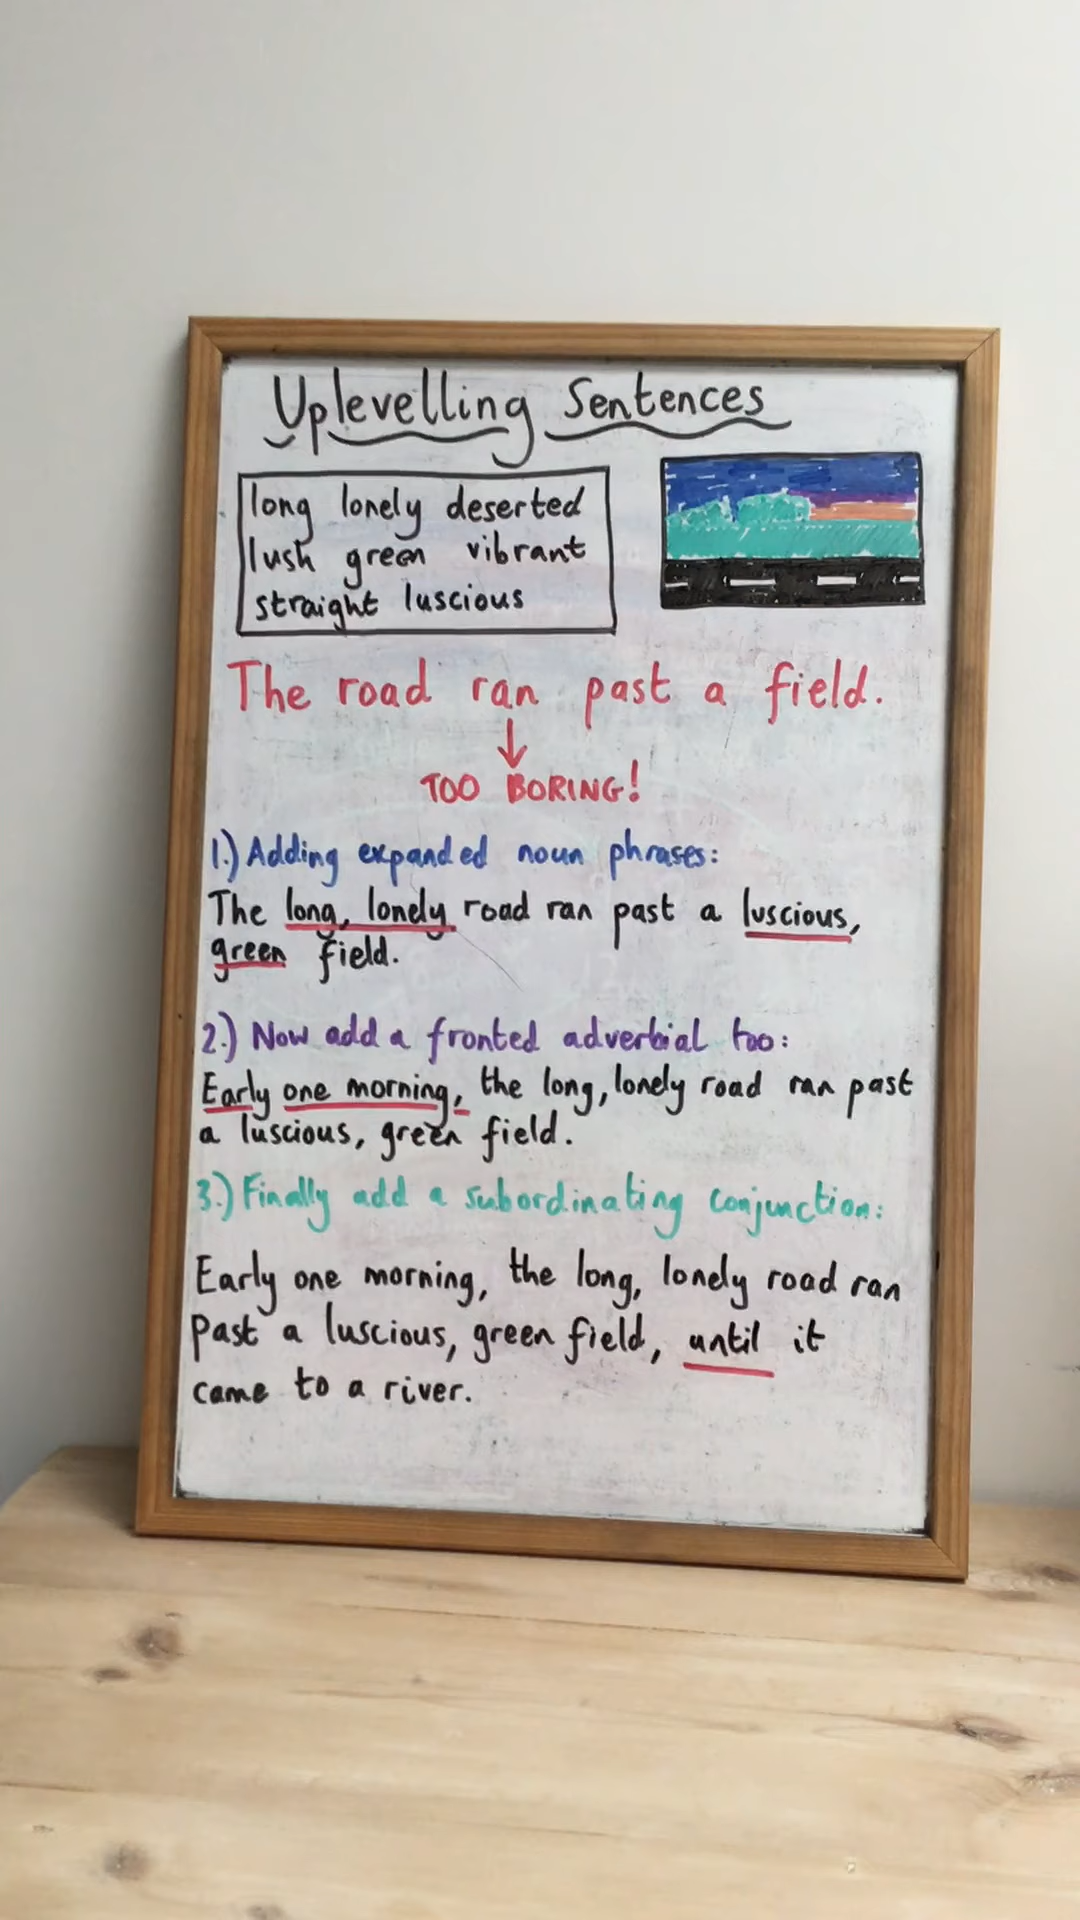 Uplevelling Sentences
long lonely deserted
lush green vibrant
straight luscious
The road ran past a field.
TOO BORING!
1.) Adding expanded noun phrases:
The long, lonely road ran past a luscious,
green field.
2.) Now add a fronted adverbial too:
Early one morning, the long, lonely road ran past
a luscious, green field.
3.) Finally add a subordinating conjunction:
Early one morning, the long, lonely road ran
past a luscious, green field, until it
came to a river.